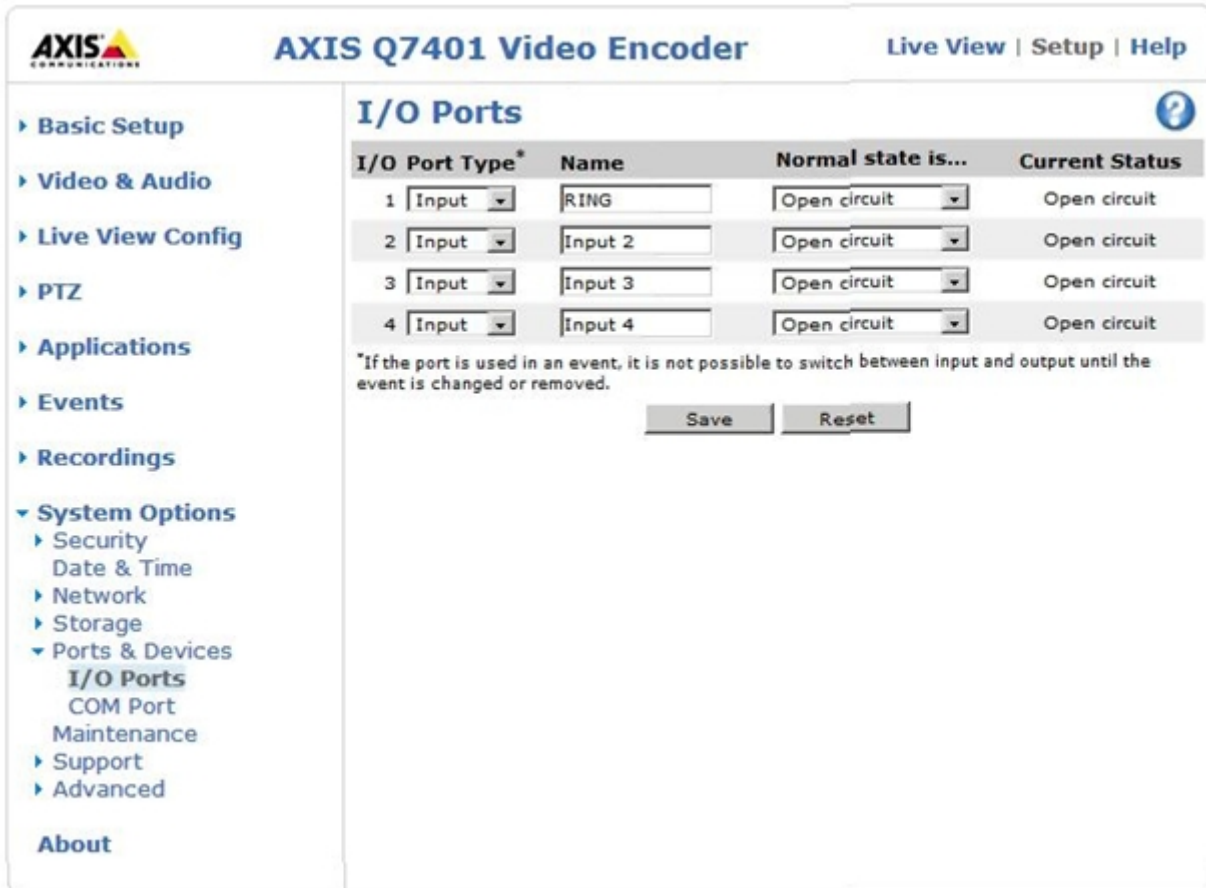 AXIS
COMMUNICATIONS
AXIS Q7401 Video Encoder
Live View | Setup | Help
Basic Setup
Video & Audio
Live View Config
PTZ
Applications
Events
Recordings
System Options
Security
Date & Time
Network
Storage
Ports & Devices
I/O Ports
COM Port
Maintenance
Support
Advanced
About
I/O Ports
?
I/O Port Type* Name Normal state is... Current Status
1 Input RING Open circuit Open circuit
2 Input Input 2 Open circuit Open circuit
3 Input Input 3 Open circuit Open circuit
4 Input Input 4 Open circuit Open circuit
*If the port is used in an event, it is not possible to switch between input and output until the
event is changed or removed.
Save Reset